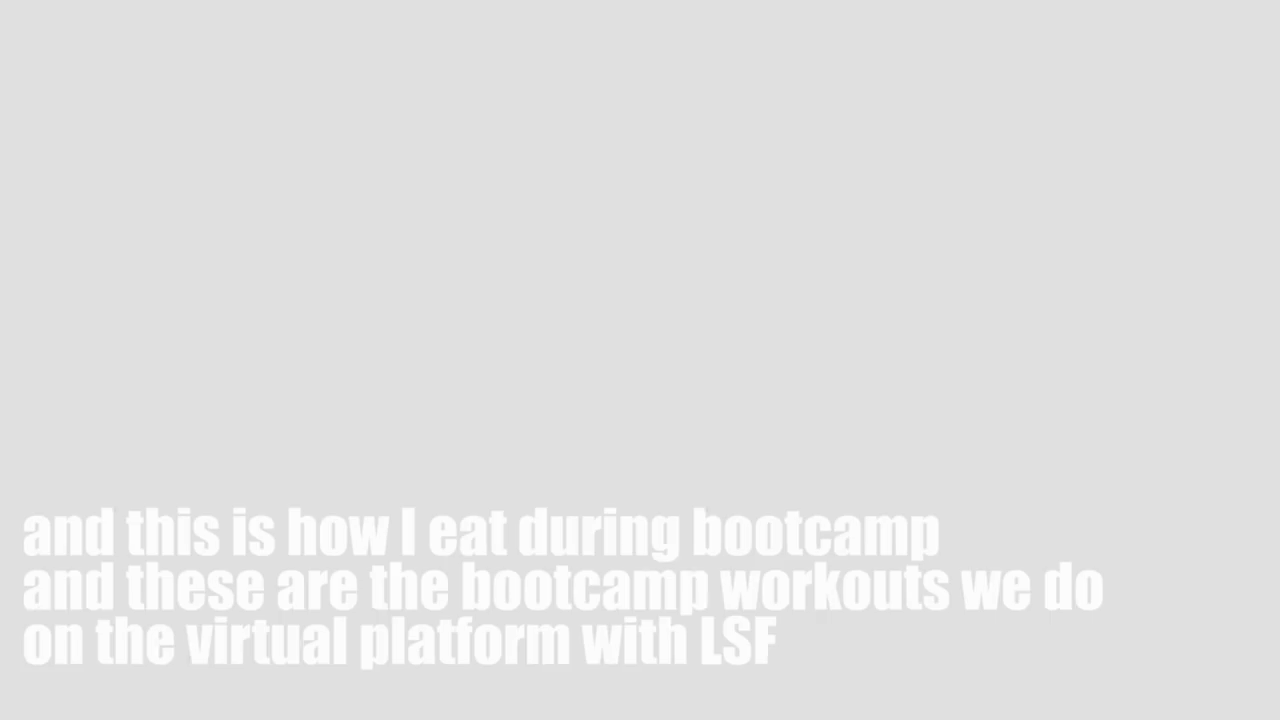 and this is how I eat during bootcamp
and these are the bootcamp workouts we do
on the virtual platform with LSF